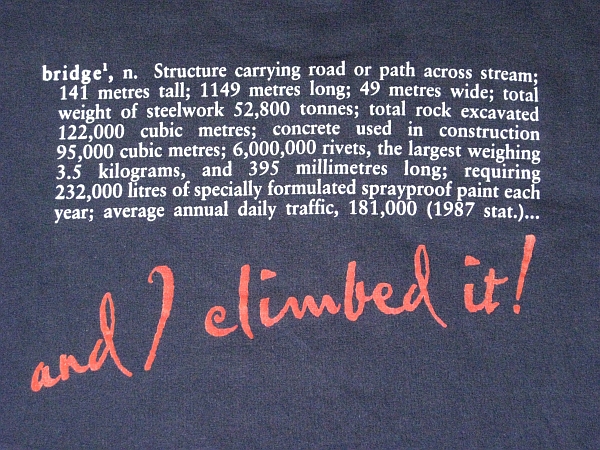 bridge¹, n. Structure carrying road or path across stream;
141 metres tall; 1149 metres long; 49 metres wide; total
weight of steelwork 52,800 tonnes; total rock excavated
122,000 cubic metres; concrete used in construction
95,000 cubic metres; 6,000,000 rivets, the largest weighing
3.5 kilograms, and 395 millimetres long; requiring
232,000 litres of specially formulated sprayproof paint each
year; average annual daily traffic, 181,000 (1987 stat.)...
and I climbed it!